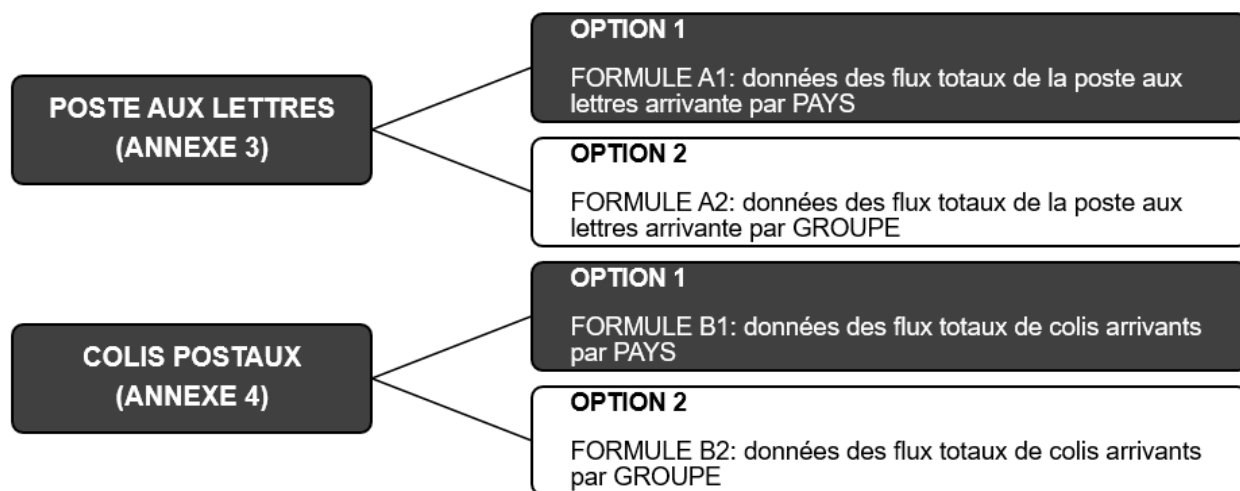 POSTE AUX LETTRES
(ANNEXE 3)
OPTION 1
FORMULE A1: données des flux totaux de la poste aux
lettres arrivante par PAYS
OPTION 2
FORMULE A2: données des flux totaux de la poste aux
lettres arrivante par GROUPE
COLIS POSTAUX
(ANNEXE 4)
OPTION 1
FORMULE B1: données des flux totaux de colis arrivants
par PAYS
OPTION 2
FORMULE B2: données des flux totaux de colis arrivants
par GROUPE